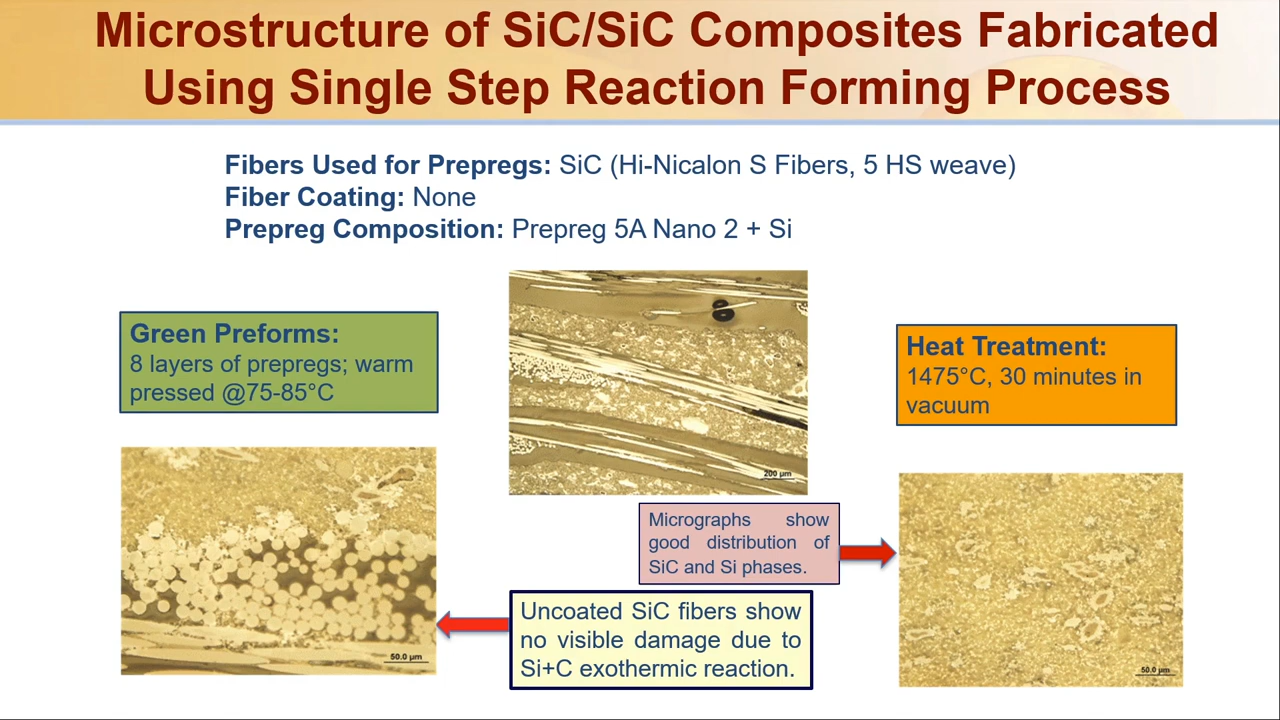 Microstructure of SiC/SiC Composites Fabricated
Using Single Step Reaction Forming Process
Fibers Used for Prepregs: SiC (Hi-Nicalon S Fibers, 5 HS weave)
Fiber Coating: None
Prepreg Composition: Prepreg 5A Nano 2 + Si
Green Preforms:
8 layers of prepregs; warm
pressed @75-85°C
Heat Treatment:
1475°C, 30 minutes in
vacuum
200 µm
Micrographs show
good distribution of
SiC and Si phases.
Uncoated SiC fibers show
no visible damage due to
Si+C exothermic reaction.
50.0 µm
50.0 µm